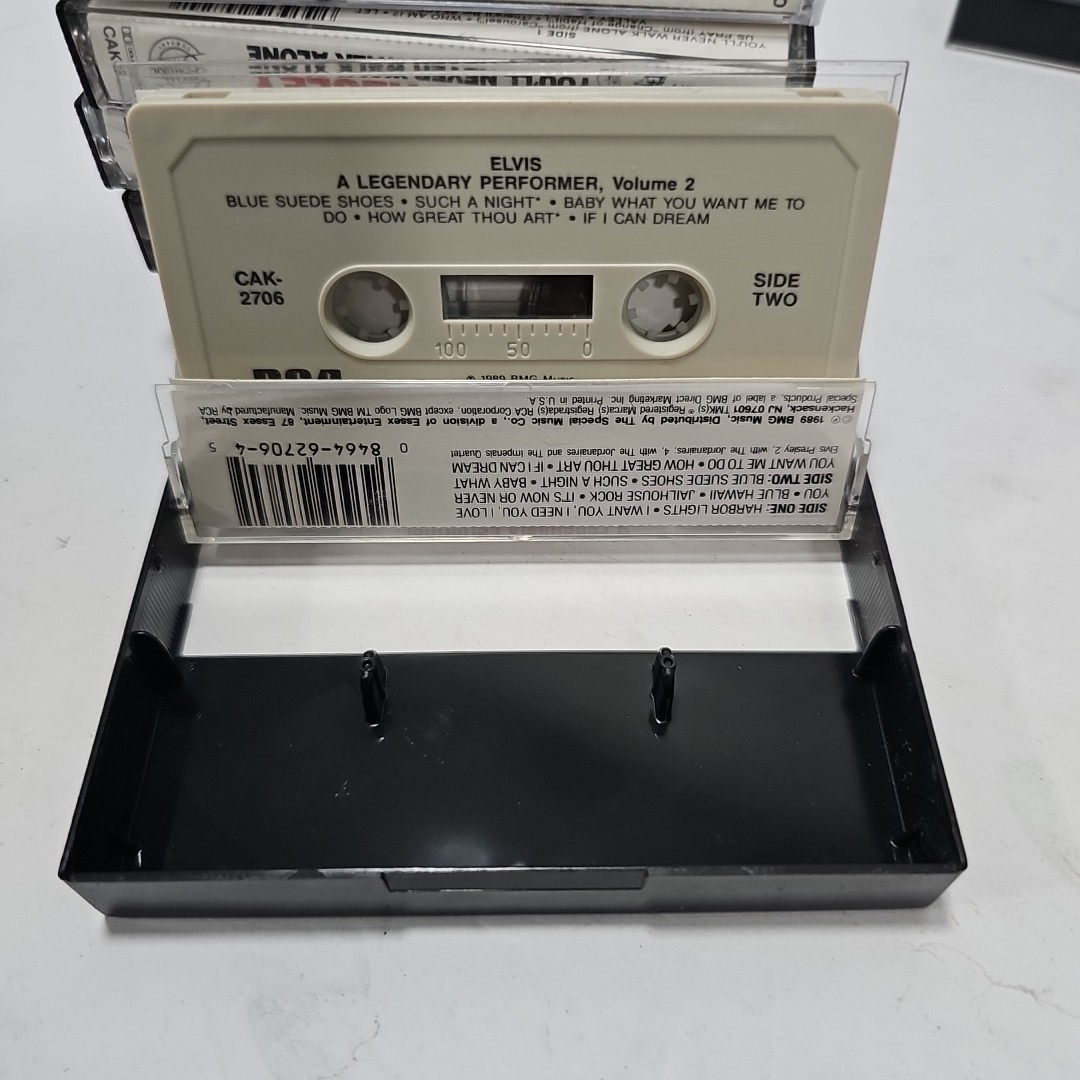 YOU'LL NEVER WALK ALONE
SIDE 1
CAK
YOU'LL NEVER WALK ALONE
ELVIS
A LEGENDARY PERFORMER, Volume 2
BLUE SUEDE SHOES • SUCH A NIGHT* • BABY WHAT YOU WANT ME TO
DO • HOW GREAT THOU ART* • IF I CAN DREAM
CAK-
2706
SIDE
TWO
100 50 0
RCA
℗ 1989 BMG Music
SIDE ONE: HARBOR LIGHTS • I WANT YOU, I NEED YOU, I LOVE
YOU • BLUE HAWAII • JAILHOUSE ROCK • IT'S NOW OR NEVER
SIDE TWO: BLUE SUEDE SHOES • SUCH A NIGHT • BABY WHAT
YOU WANT ME TO DO • HOW GREAT THOU ART • IF I CAN DREAM
Elvis Presley 2, with The Jordanaires; 4, with The Jordanaires and The Imperials Quartet
0 8464-62706-4 5
©℗ 1989 BMG Music, Distributed by The Special Music Co., a division of Essex Entertainment, 87 Essex Street,
Hackensack, NJ 07601 TMK(s) ® Registered Marca(s) Registrada(s) RCA Corporation, except BMG Logo TM BMG Music. Manufactured by RCA
Special Products, a label of BMG Direct Marketing Inc. Printed in U.S.A.